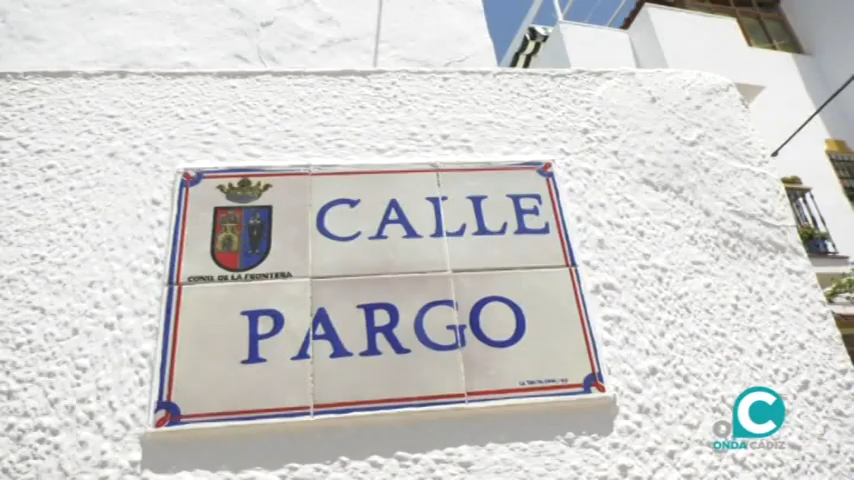 CALLE
CONIL DE LA FRONTERA
PARGO
C
ONDA CÁDIZ